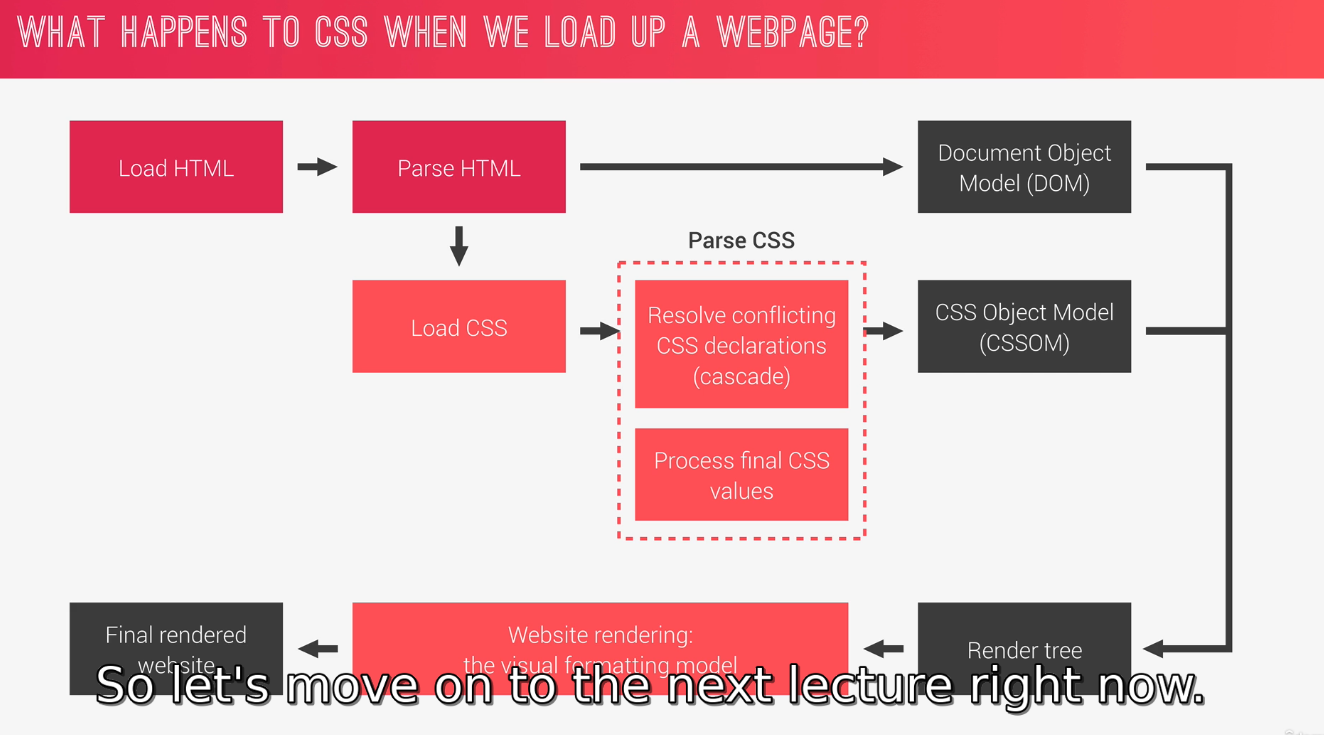 WHAT HAPPENS TO CSS WHEN WE LOAD UP A WEBPAGE?
Load HTML
Parse HTML
Document Object
Model (DOM)
Parse CSS
Load CSS
Resolve conflicting
CSS declarations
(cascade)
CSS Object Model
(CSSOM)
Process final CSS
values
Final rendered
website
Website rendering:
the visual formatting model
Render tree
So let's move on to the next lecture right now.